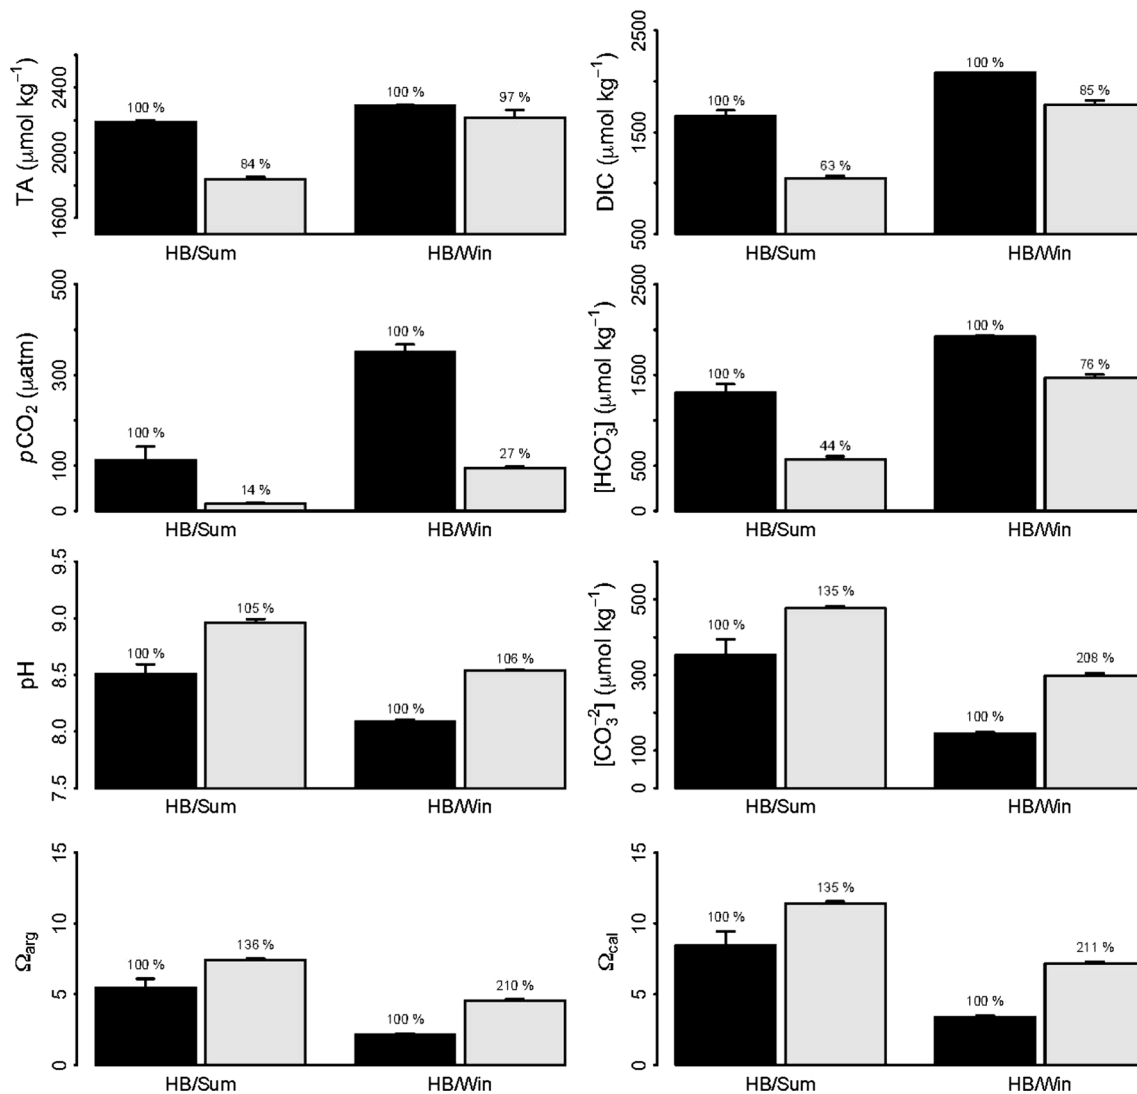 TA (µmol kg⁻¹)
2400
2000
1600
100 %
84 %
100 %
97 %
HB/Sum
HB/Win
DIC (µmol kg⁻¹)
2500
1500
500
100 %
63 %
100 %
85 %
HB/Sum
HB/Win
pCO₂ (µatm)
500
300
100
0
100 %
14 %
100 %
27 %
HB/Sum
HB/Win
[HCO₃⁻] (µmol kg⁻¹)
2500
1500
500
0
100 %
44 %
100 %
76 %
HB/Sum
HB/Win
pH
9.5
9.0
8.5
8.0
7.5
100 %
105 %
100 %
106 %
HB/Sum
HB/Win
[CO₃⁻²] (µmol kg⁻¹)
500
300
100
0
100 %
135 %
100 %
208 %
HB/Sum
HB/Win
Ωarg
15
10
5
0
100 %
136 %
100 %
210 %
HB/Sum
HB/Win
Ωcal
15
10
5
0
100 %
135 %
100 %
211 %
HB/Sum
HB/Win